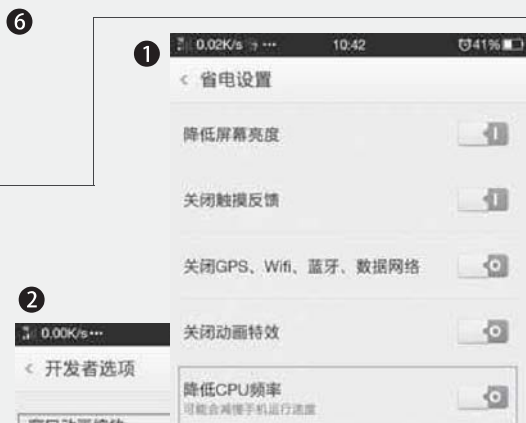 6
1
0.02K/s ... 10:42 41%
< 省电设置
降低屏幕亮度
关闭触摸反馈
关闭GPS、Wifi、蓝牙、数据网络
关闭动画特效
降低CPU频率
可能会减慢手机运行速度
2
0.00K/s...
< 开发者选项